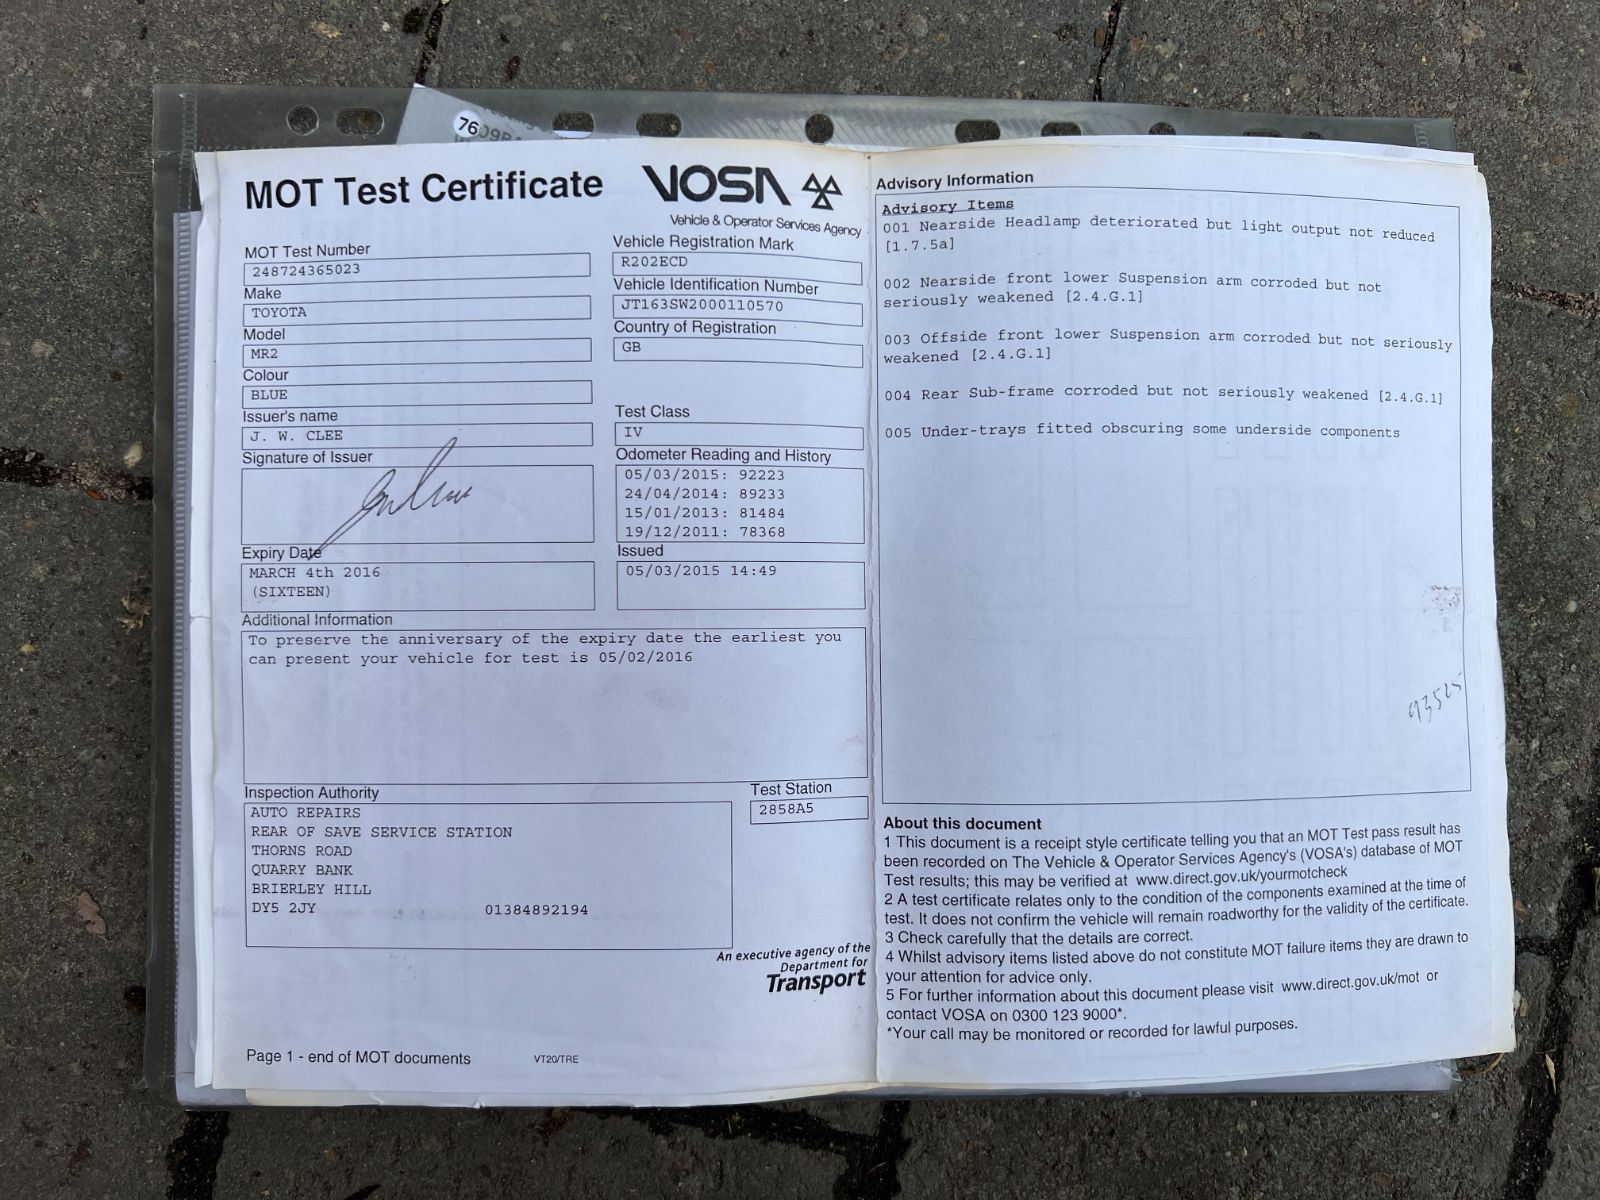 76
MOT Test Certificate
VOSA
Vehicle & Operator Services Agency
MOT Test Number
248724365023
Make
TOYOTA
Model
MR2
Colour
BLUE
Issuer's name
J. W. CLEE
Signature of Issuer
Expiry Date
MARCH 4th 2016
(SIXTEEN)
Vehicle Registration Mark
R202ECD
Vehicle Identification Number
JT163SW2000110570
Country of Registration
GB
Test Class
IV
Odometer Reading and History
05/03/2015: 92223
24/04/2014: 89233
15/01/2013: 81484
19/12/2011: 78368
Issued
05/03/2015 14:49
Additional Information
To preserve the anniversary of the expiry date the earliest you
can present your vehicle for test is 05/02/2016
Inspection Authority
AUTO REPAIRS
REAR OF SAVE SERVICE STATION
THORNS ROAD
QUARRY BANK
BRIERLEY HILL
DY5 2JY 01384892194
Test Station
2858A5
An executive agency of the
Department for
Transport
Page 1 - end of MOT documents VT20/TRE
Advisory Information
Advisory Items
001 Nearside Headlamp deteriorated but light output not reduced
[1.7.5a]
002 Nearside front lower Suspension arm corroded but not
seriously weakened [2.4.G.1]
003 Offside front lower Suspension arm corroded but not seriously
weakened [2.4.G.1]
004 Rear Sub-frame corroded but not seriously weakened [2.4.G.1]
005 Under-trays fitted obscuring some underside components
93525
About this document
1 This document is a receipt style certificate telling you that an MOT Test pass result has
been recorded on The Vehicle & Operator Services Agency's (VOSA's) database of MOT
Test results; this may be verified at www.direct.gov.uk/yourmotcheck
2 A test certificate relates only to the condition of the components examined at the time of
test. It does not confirm the vehicle will remain roadworthy for the validity of the certificate.
3 Check carefully that the details are correct.
4 Whilst advisory items listed above do not constitute MOT failure items they are drawn to
your attention for advice only.
5 For further information about this document please visit www.direct.gov.uk/mot or
contact VOSA on 0300 123 9000*.
*Your call may be monitored or recorded for lawful purposes.